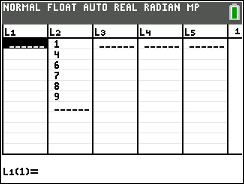 NORMAL FLOAT AUTO REAL RADIAN MP
L1 L2 L3 L4 L5 1
------ 1 ------ ------ ------
4
6
7
8
9
------
L1(1)=